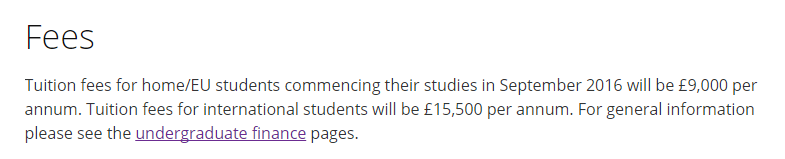 Fees
Tuition fees for home/EU students commencing their studies in September 2016 will be £9,000 per
annum. Tuition fees for international students will be £15,500 per annum. For general information
please see the undergraduate finance pages.